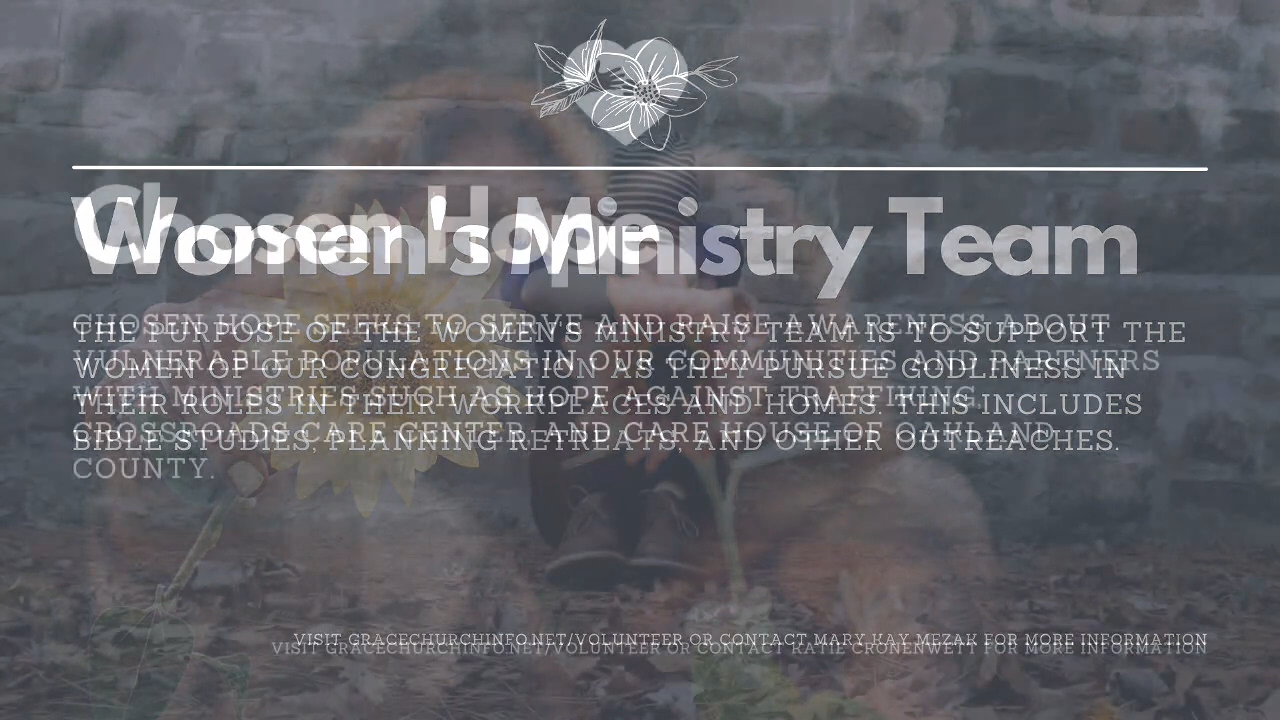 Chosen Hope
CHOSEN HOPE SEEKS TO SERVE AND RAISE AWARENESS ABOUT
VULNERABLE POPULATIONS IN OUR COMMUNITIES AND PARTNERS
WITH MINISTRIES SUCH AS HOPE AGAINST TRAFFIKING,
CROSSROADS CARE CENTER, AND CARE HOUSE OF OAKLAND
COUNTY.
Women's Ministry Team
THE PURPOSE OF THE WOMEN'S MINISTRY TEAM IS TO SUPPORT THE
WOMEN OF OUR CONGREGATION AS THEY PURSUE GODLINESS IN
THEIR ROLES IN THEIR WORKPLACES AND HOMES. THIS INCLUDES
BIBLE STUDIES, PLANNING RETREATS, AND OTHER OUTREACHES.
VISIT GRACECHURCHINFO.NET/VOLUNTEER OR CONTACT MARY KAY MEZAK FOR MORE INFORMATION
VISIT GRACECHURCHINFO.NET/VOLUNTEER OR CONTACT KATIE CRONENWETT FOR MORE INFORMATION